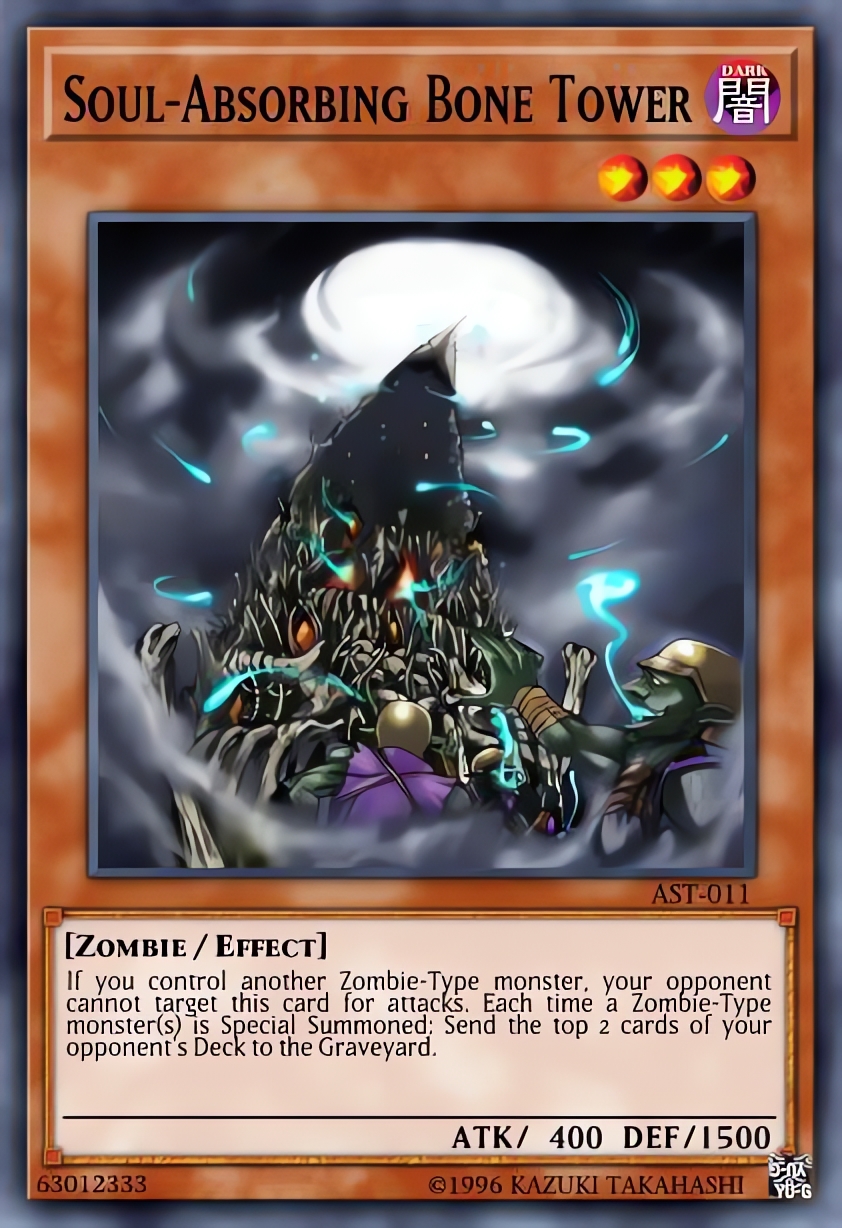 Soul-Absorbing Bone Tower
DARK
闇
AST-011
[Zombie / Effect]
If you control another Zombie-Type monster, your opponent
cannot target this card for attacks. Each time a Zombie-Type
monster(s) is Special Summoned: Send the top 2 cards of your
opponent's Deck to the Graveyard.
ATK/ 400 DEF/1500
63012333
©1996 KAZUKI TAKAHASHI